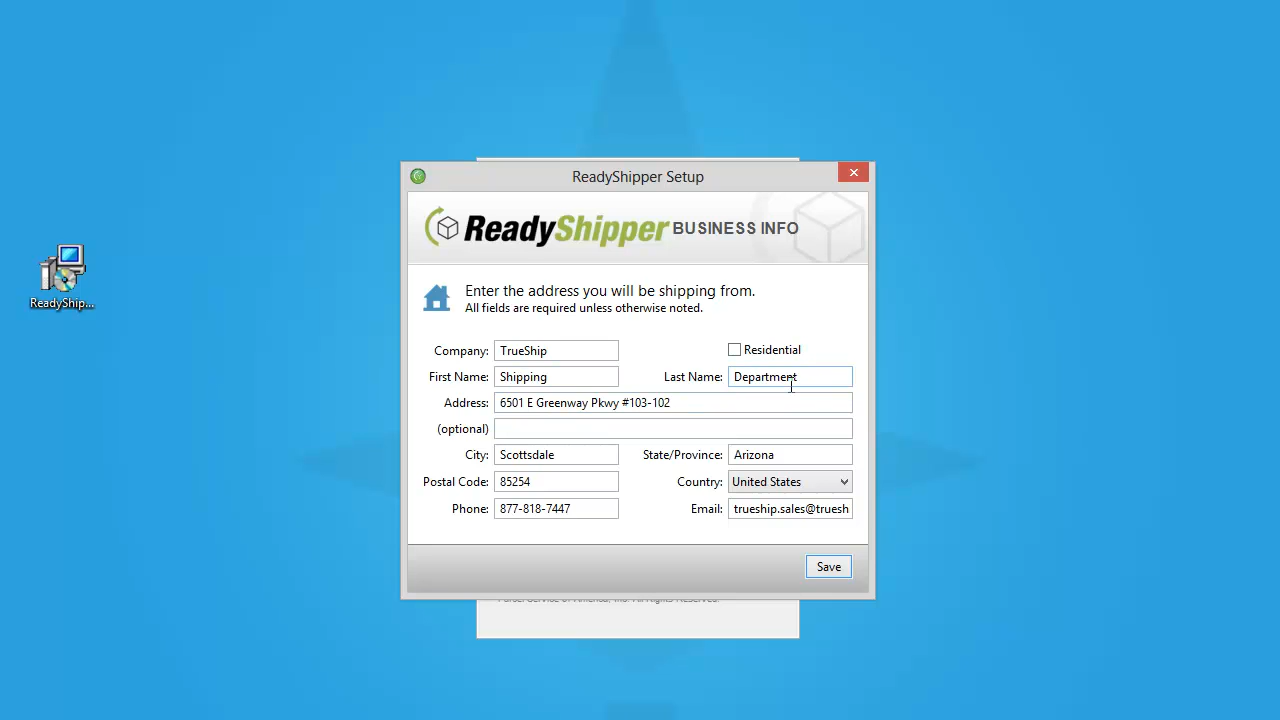 ReadyShipper Setup
ReadyShipper BUSINESS INFO
Enter the address you will be shipping from.
All fields are required unless otherwise noted.
ReadyShip...
Company: TrueShip Residential
First Name: Shipping Last Name: Department
Address: 6501 E Greenway Pkwy #103-102
(optional)
City: Scottsdale State/Province: Arizona
Postal Code: 85254 Country: United States
Phone: 877-818-7447 Email: trueship.sales@truesh
Save